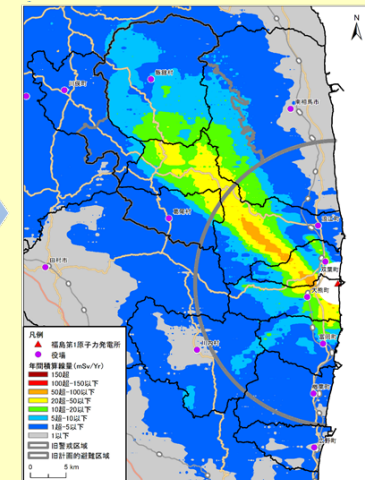 N
飯舘村
川俣町
南相馬市
葛尾村
浪江町
双葉町
田村市
大熊町
富岡町
川内村
楢葉町
広野町
凡例
福島第1原子力発電所
役場
年間積算線量(mSv/Yr)
150超
100超-150以下
50超-100以下
20超-50以下
10超-20以下
5超-10以下
1超-5以下
1以下
旧警戒区域
旧計画的避難区域
0 5 km